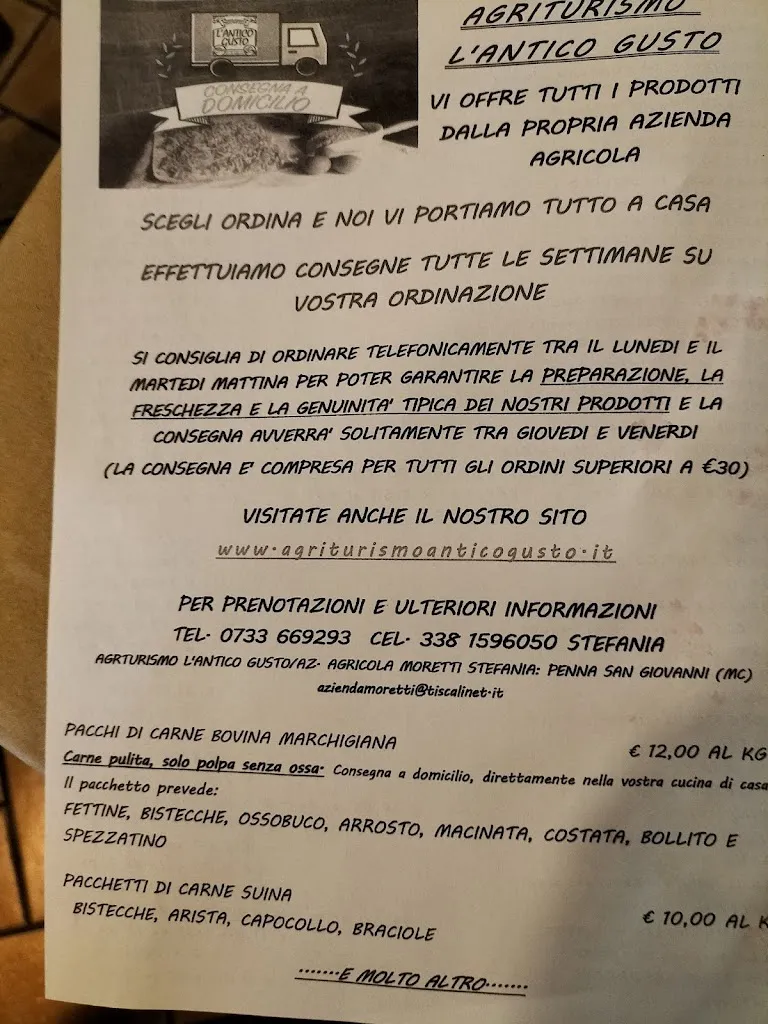 L'ANTICO
GUSTO
CONSEGNA A
DOMICILIO
AGRITURISMO
L'ANTICO GUSTO
VI OFFRE TUTTI I PRODOTTI
DALLA PROPRIA AZIENDA
AGRICOLA
SCEGLI ORDINA E NOI VI PORTIAMO TUTTO A CASA
EFFETTUIAMO CONSEGNE TUTTE LE SETTIMANE SU
VOSTRA ORDINAZIONE
SI CONSIGLIA DI ORDINARE TELEFONICAMENTE TRA IL LUNEDI E IL
MARTEDI MATTINA PER POTER GARANTIRE LA PREPARAZIONE, LA
FRESCHEZZA E LA GENUINITA' TIPICA DEI NOSTRI PRODOTTI E LA
CONSEGNA AVVERRA' SOLITAMENTE TRA GIOVEDI E VENERDI
(LA CONSEGNA E' COMPRESA PER TUTTI GLI ORDINI SUPERIORI A €30)
VISITATE ANCHE IL NOSTRO SITO
www.agriturismoanticogusto.it
PER PRENOTAZIONI E ULTERIORI INFORMAZIONI
TEL. 0733 669293 CEL. 338 1596050 STEFANIA
AGRTURISMO L'ANTICO GUSTO/AZ. AGRICOLA MORETTI STEFANIA: PENNA SAN GIOVANNI (MC)
aziendamoretti@tiscalinet.it
PACCHI DI CARNE BOVINA MARCHIGIANA € 12,00 AL KG
Carne pulita, solo polpa senza ossa. Consegna a domicilio, direttamente nella vostra cucina di casa
Il pacchetto prevede:
FETTINE, BISTECCHE, OSSOBUCO, ARROSTO, MACINATA, COSTATA, BOLLITO E
SPEZZATINO
PACCHETTI DI CARNE SUINA
BISTECCHE, ARISTA, CAPOCOLLO, BRACIOLE € 10,00 AL K
.......E MOLTO ALTRO.......